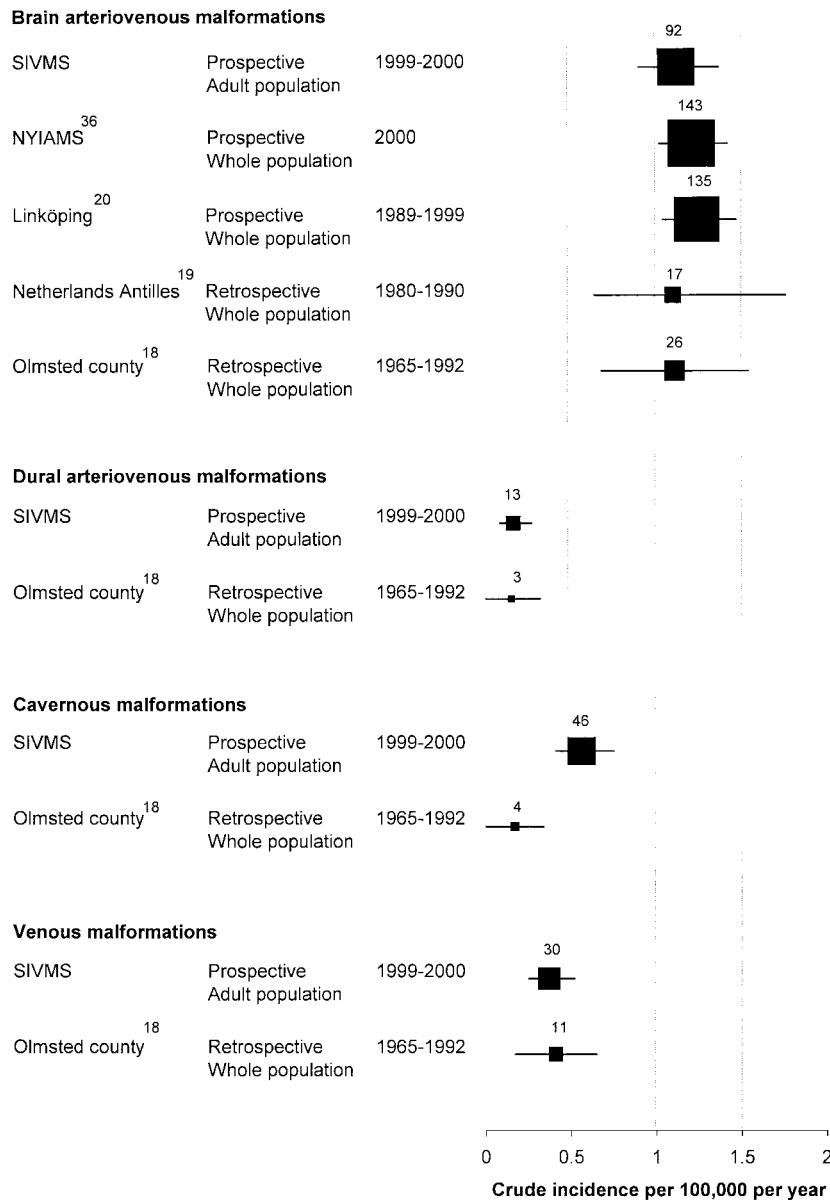 Brain arteriovenous malformations
92
SIVMS Prospective 1999-2000
Adult population
143
NYIAMS36 Prospective 2000
Whole population
135
Linköping20 Prospective 1989-1999
Whole population
17
Netherlands Antilles19 Retrospective 1980-1990
Whole population
26
Olmsted county18 Retrospective 1965-1992
Whole population
Dural arteriovenous malformations
13
SIVMS Prospective 1999-2000
Adult population
3
Olmsted county18 Retrospective 1965-1992
Whole population
Cavernous malformations
46
SIVMS Prospective 1999-2000
Adult population
4
Olmsted county18 Retrospective 1965-1992
Whole population
Venous malformations
30
SIVMS Prospective 1999-2000
Adult population
11
Olmsted county18 Retrospective 1965-1992
Whole population
0 0.5 1 1.5 2
Crude incidence per 100,000 per year